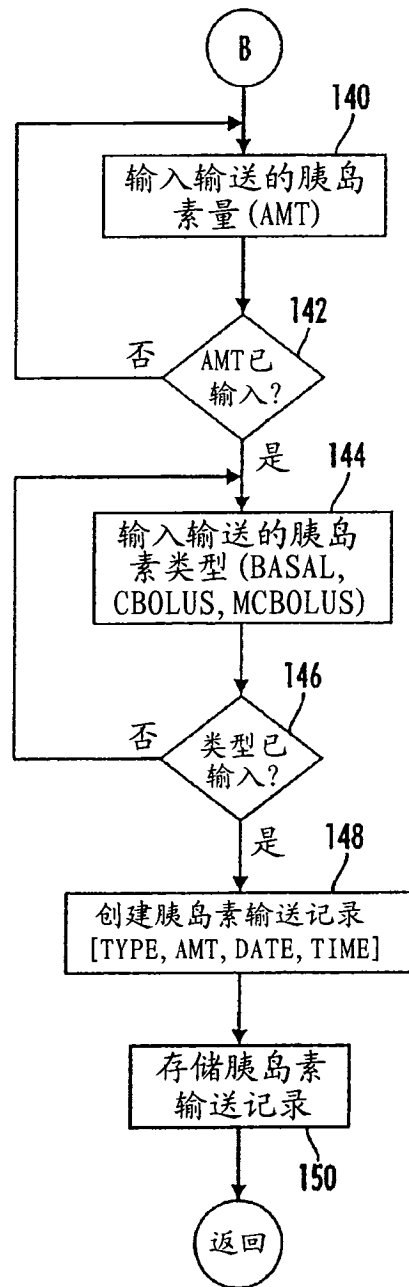 B
140
输入输送的胰岛
素量(AMT)
142
AMT已
输入?
否
是
144
输入输送的胰岛
素类型(BASAL,
CBOLUS, MCBOLUS)
146
类型已
输入?
否
是
148
创建胰岛素输送记录
[TYPE, AMT, DATE, TIME]
存储胰岛素
输送记录
150
返回